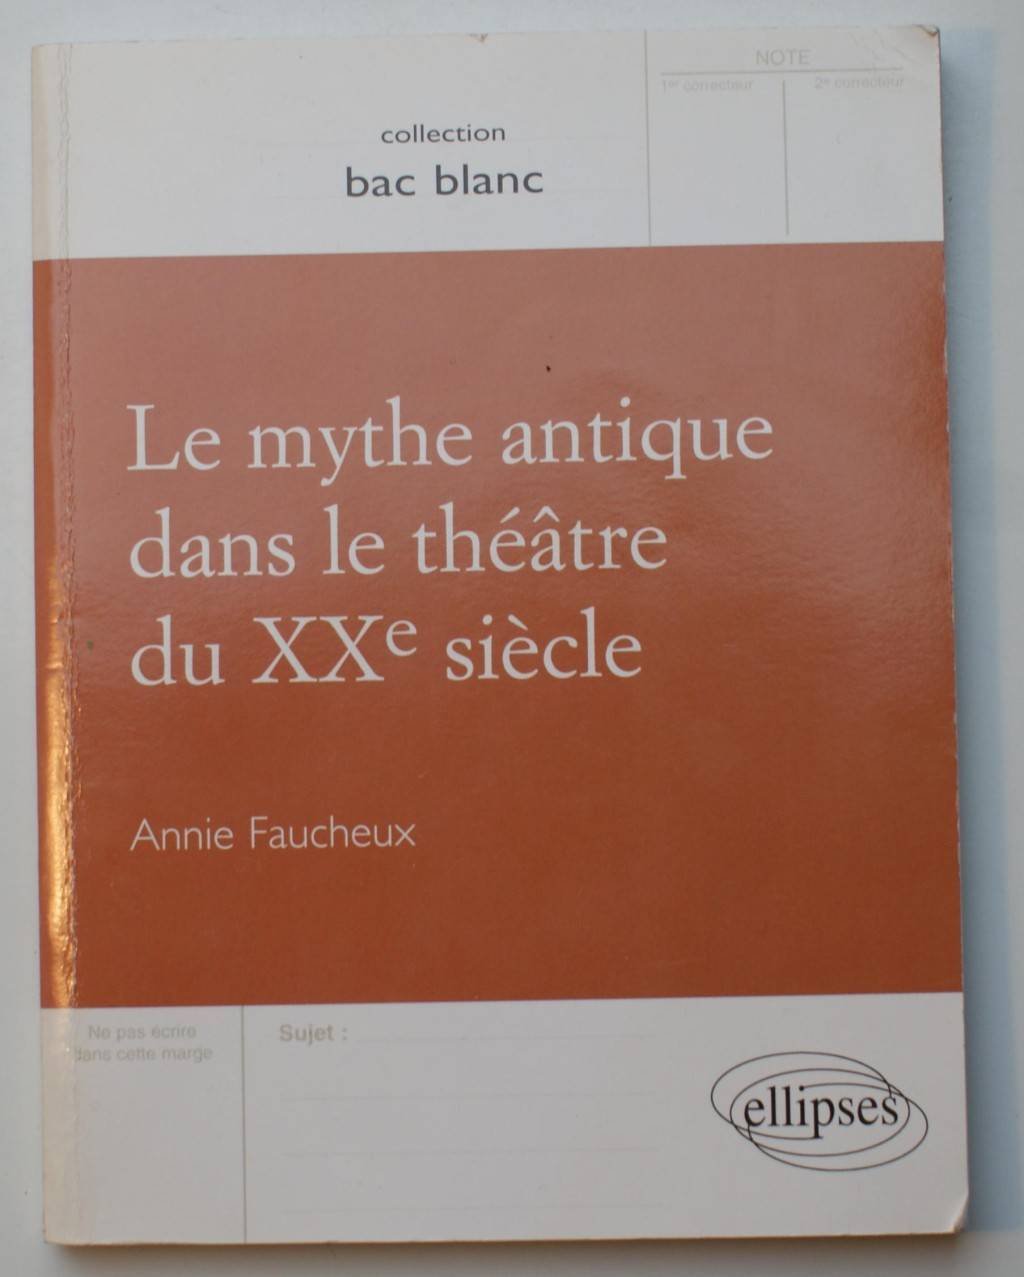 NOTE
1er correcteur
2e correcteur
collection
bac blanc
Le mythe antique
dans le théâtre
du XXe siècle
Annie Faucheux
Ne pas écrire
dans cette marge
Sujet :
ellipses